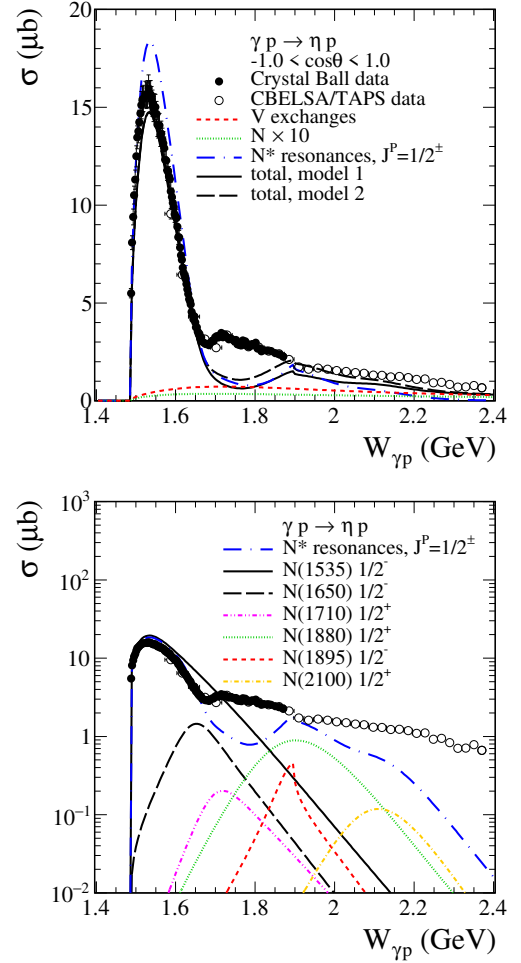 σ (μb)
γ p → η p
-1.0 < cosθ < 1.0
Crystal Ball data
CBELSA/TAPS data
V exchanges
N × 10
N* resonances, J^P=1/2^±
total, model 1
total, model 2
20
15
10
5
0
1.4 1.6 1.8 2 2.2 2.4
W_γp (GeV)
σ (μb)
γ p → η p
N* resonances, J^P=1/2^±
N(1535) 1/2^-
N(1650) 1/2^-
N(1710) 1/2^+
N(1880) 1/2^+
N(1895) 1/2^-
N(2100) 1/2^+
10^3
10^2
10
1
10^-1
10^-2
1.4 1.6 1.8 2 2.2 2.4
W_γp (GeV)